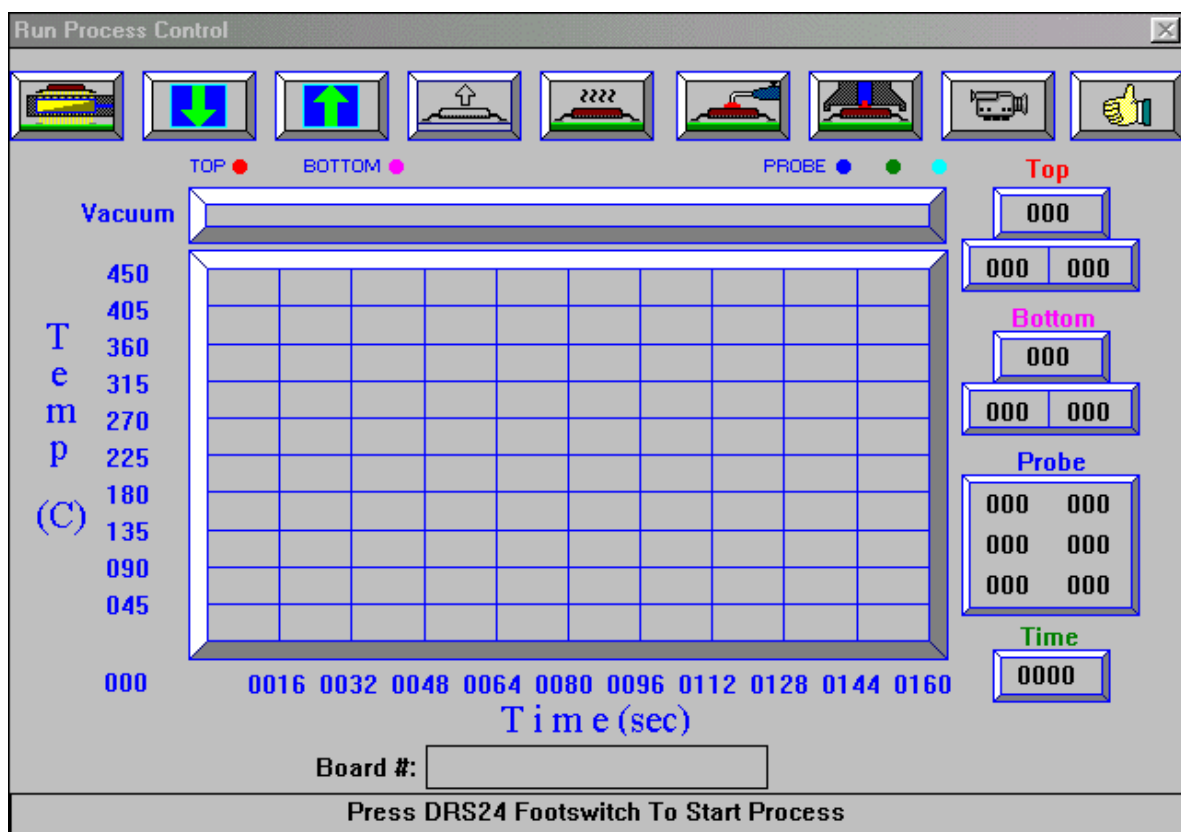 Run Process Control
TOP BOTTOM PROBE
Vacuum
Temp (C)
450
405
360
315
270
225
180
135
090
045
000
0016 0032 0048 0064 0080 0096 0112 0128 0144 0160
Time (sec)
Top
000
000 000
Bottom
000
000 000
Probe
000 000
000 000
000 000
Time
0000
Board #:
Press DRS24 Footswitch To Start Process